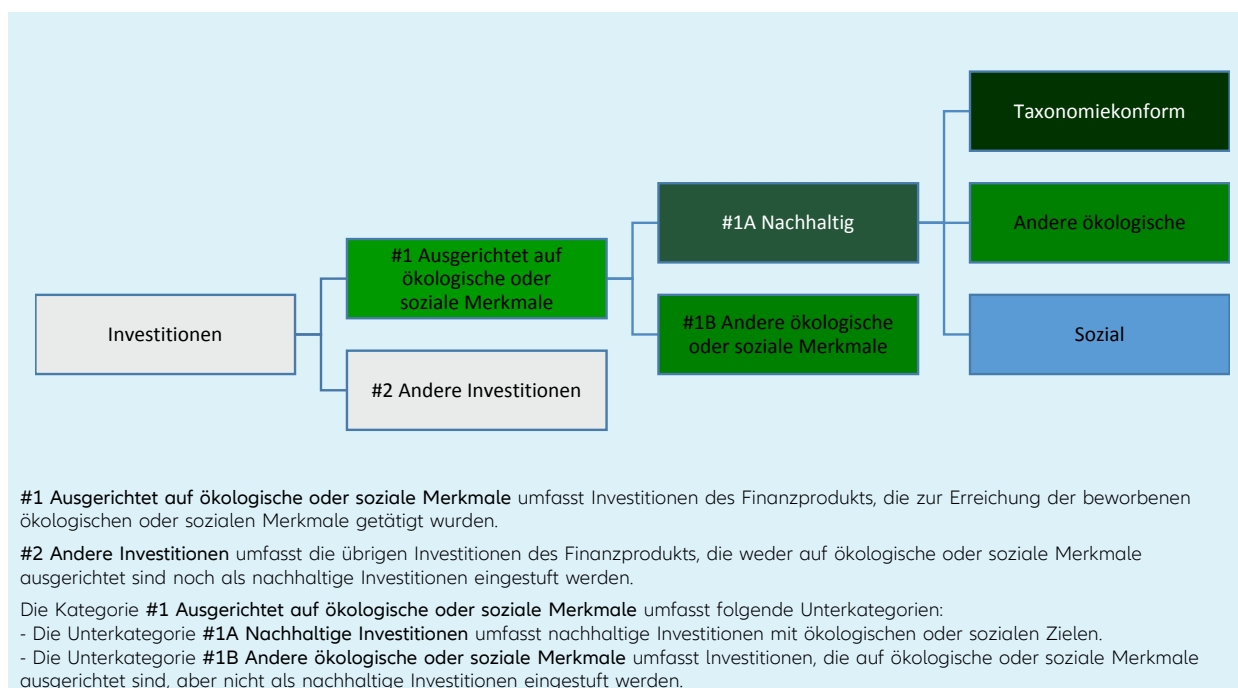 Taxonomiekonform
#1A Nachhaltig
Andere ökologische
#1 Ausgerichtet auf
ökologische oder
soziale Merkmale
Investitionen
#1B Andere ökologische
oder soziale Merkmale
Sozial
#2 Andere Investitionen
#1 Ausgerichtet auf ökologische oder soziale Merkmale umfasst Investitionen des Finanzprodukts, die zur Erreichung der beworbenen
ökologischen oder sozialen Merkmale getätigt wurden.
#2 Andere Investitionen umfasst die übrigen Investitionen des Finanzprodukts, die weder auf ökologische oder soziale Merkmale
ausgerichtet sind noch als nachhaltige Investitionen eingestuft werden.
Die Kategorie #1 Ausgerichtet auf ökologische oder soziale Merkmale umfasst folgende Unterkategorien:
- Die Unterkategorie #1A Nachhaltige Investitionen umfasst nachhaltige Investitionen mit ökologischen oder sozialen Zielen.
- Die Unterkategorie #1B Andere ökologische oder soziale Merkmale umfasst Investitionen, die auf ökologische oder soziale Merkmale
ausgerichtet sind, aber nicht als nachhaltige Investitionen eingestuft werden.